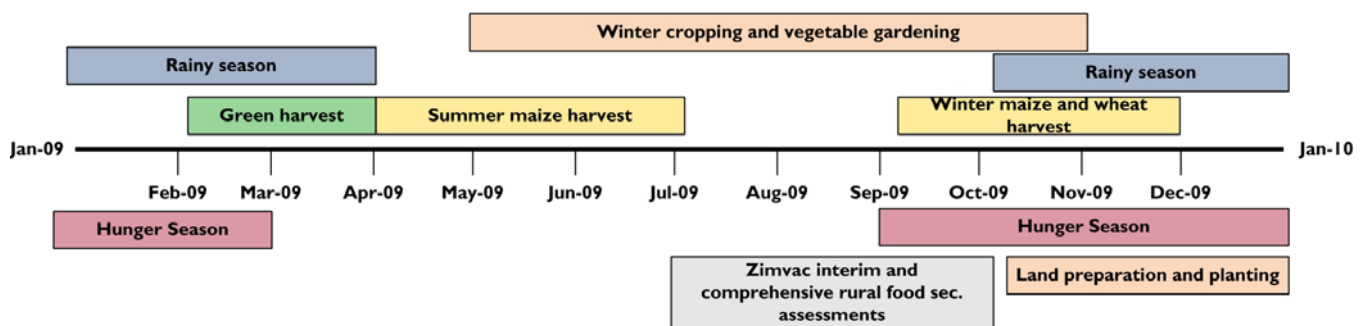 Winter cropping and vegetable gardening
Rainy season
Rainy season
Green harvest
Summer maize harvest
Winter maize and wheat
harvest
Jan-09
Jan-10
Feb-09
Mar-09
Apr-09
May-09
Jun-09
Jul-09
Aug-09
Sep-09
Oct-09
Nov-09
Dec-09
Hunger Season
Hunger Season
Zimvac interim and
comprehensive rural food sec.
assessments
Land preparation and planting